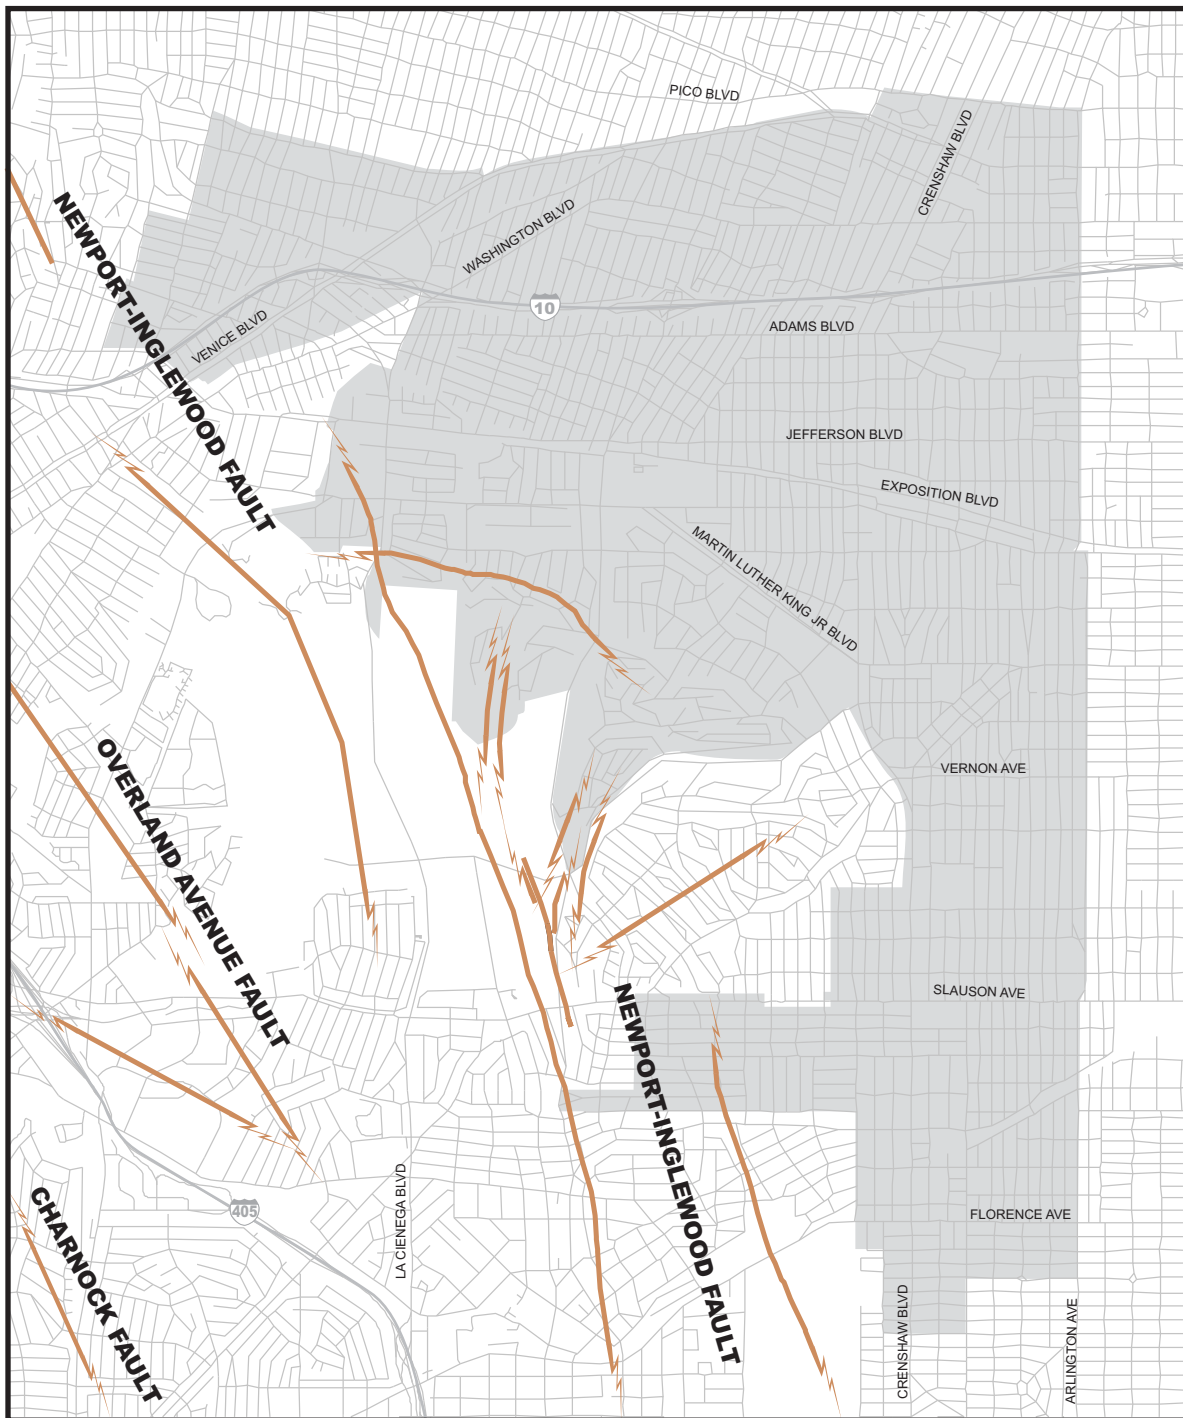 PICO BLVD
CRENSHAW BLVD
WASHINGTON BLVD
NEWPORT-INGLEWOOD FAULT
10
VENICE BLVD
ADAMS BLVD
JEFFERSON BLVD
EXPOSITION BLVD
MARTIN LUTHER KING JR BLVD
OVERLAND AVENUE FAULT
VERNON AVE
SLAUSON AVE
NEWPORT-INGLEWOOD FAULT
LA CIENEGA BLVD
CHARNOCK FAULT
405
FLORENCE AVE
CRENSHAW BLVD
ARLINGTON AVE